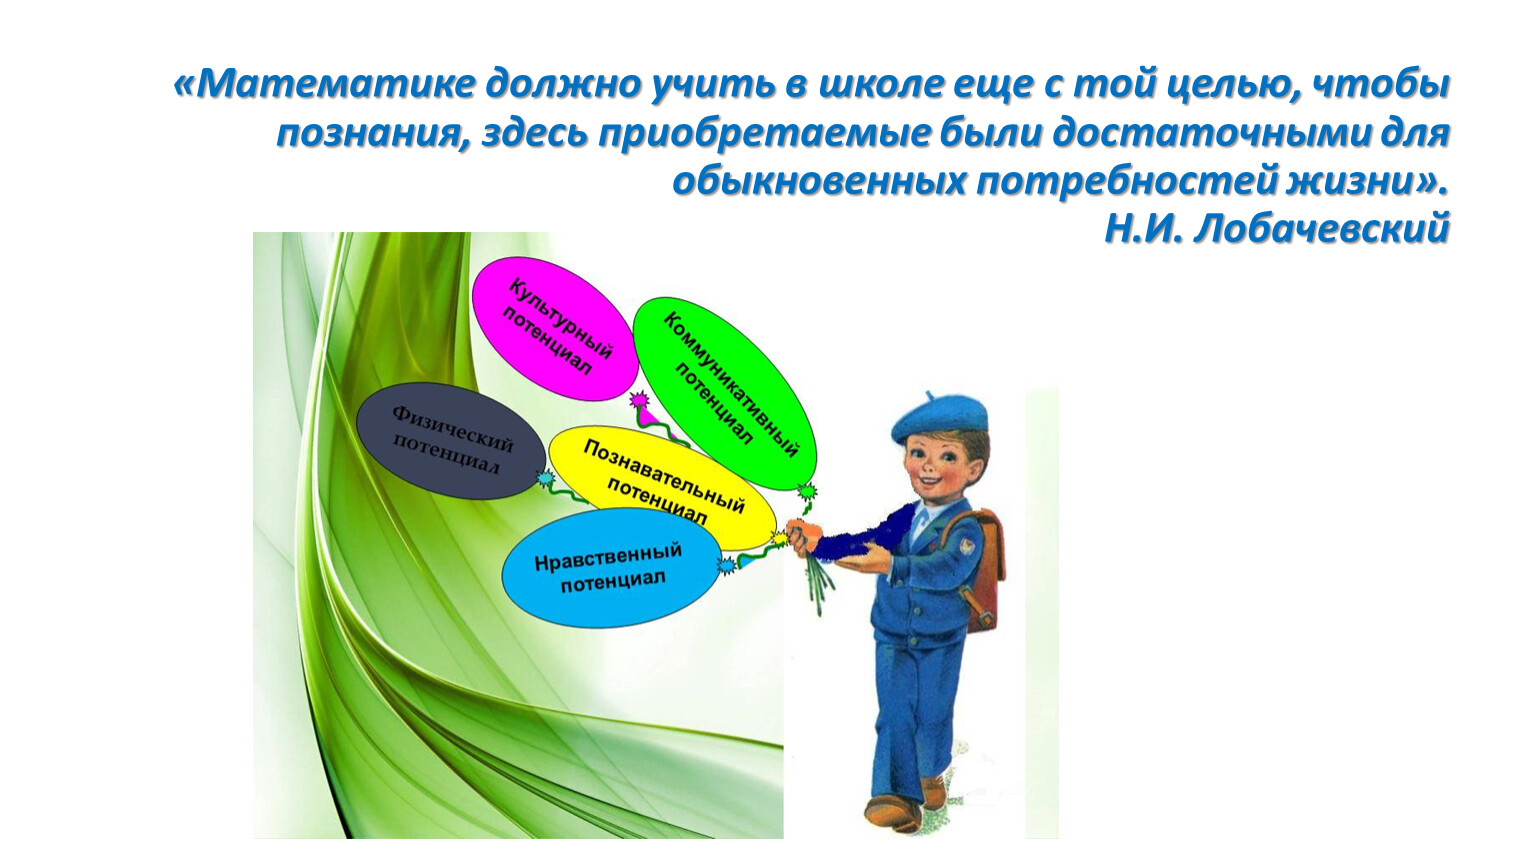 «Математике должно учить в школе еще с той целью, чтобы
познания, здесь приобретаемые были достаточными для
обыкновенных потребностей жизни».
Н.И. Лобачевский
Культурный
потенциал
Коммуникативный
потенциал
Физический
потенциал
Познавательный
потенциал
Нравственный
потенциал